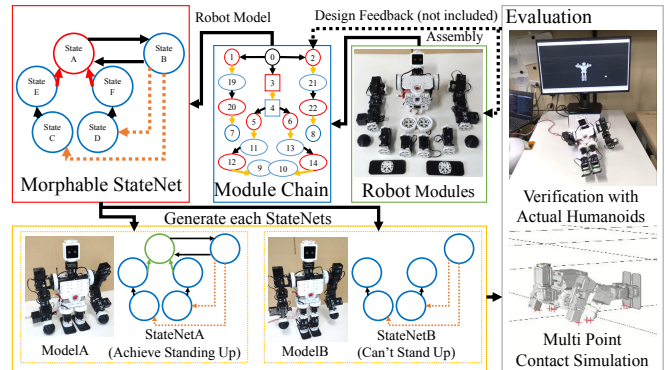 Robot Model
Design Feedback (not included)
Assembly
Evaluation
State
A
State
B
State
E
State
F
State
C
State
D
Morphable StateNet
1
0
2
19
3
21
20
4
22
7
5
6
8
11
13
12
9
10
14
Module Chain
Robot Modules
Verification with
Actual Humanoids
Generate each StateNets
ModelA
StateNetA
(Achieve Standing Up)
ModelB
StateNetB
(Can't Stand Up)
Multi Point
Contact Simulation